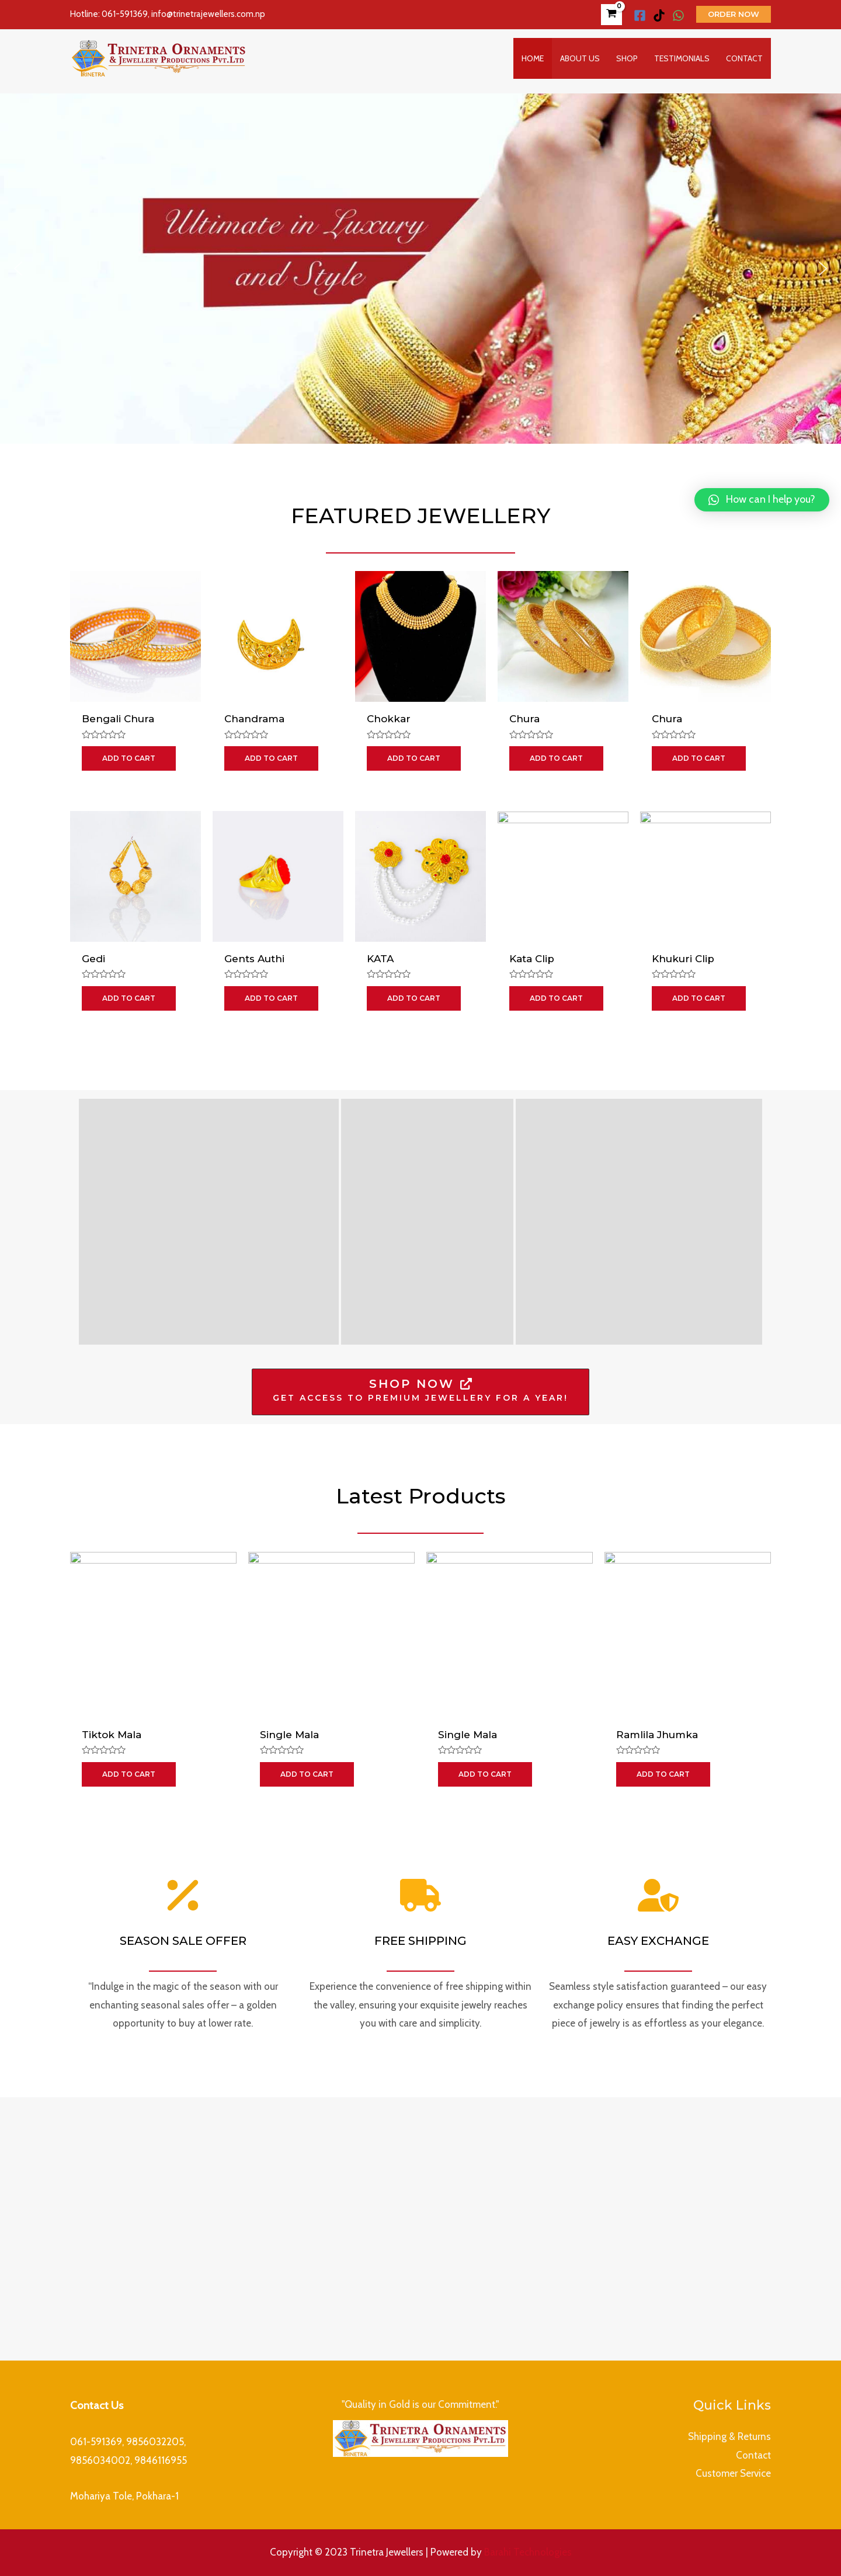 Hotline: 061-591369, info@trinetrajewellers.com.np
0
ORDER NOW
TRINETRA ORNAMENTS
& JEWELLERY PRODUCTIONS PVT.LTD
TRINETRA
HOME
ABOUT US
SHOP
TESTIMONIALS
CONTACT
Ultimate in Luxury
and Style
How can I help you?
FEATURED JEWELLERY
Bengali Chura
Chandrama
Chokkar
Chura
Chura
ADD TO CART
ADD TO CART
ADD TO CART
ADD TO CART
ADD TO CART
Gedi
Gents Authi
KATA
Kata Clip
Khukuri Clip
ADD TO CART
ADD TO CART
ADD TO CART
ADD TO CART
ADD TO CART
SHOP NOW
GET ACCESS TO PREMIUM JEWELLERY FOR A YEAR!
Latest Products
Tiktok Mala
Single Mala
Single Mala
Ramlila Jhumka
ADD TO CART
ADD TO CART
ADD TO CART
ADD TO CART
SEASON SALE OFFER
"Indulge in the magic of the season with our
enchanting seasonal sales offer – a golden
opportunity to buy at lower rate.
FREE SHIPPING
Experience the convenience of free shipping within
the valley, ensuring your exquisite jewelry reaches
you with care and simplicity.
EASY EXCHANGE
Seamless style satisfaction guaranteed – our easy
exchange policy ensures that finding the perfect
piece of jewelry is as effortless as your elegance.
Contact Us
061-591369, 9856032205,
9856034002, 9846116955
Mohariya Tole, Pokhara-1
"Quality in Gold is our Commitment."
TRINETRA ORNAMENTS
& JEWELLERY PRODUCTIONS PVT.LTD
TRINETRA
Quick Links
Shipping & Returns
Contact
Customer Service
Copyright © 2023 Trinetra Jewellers | Powered by